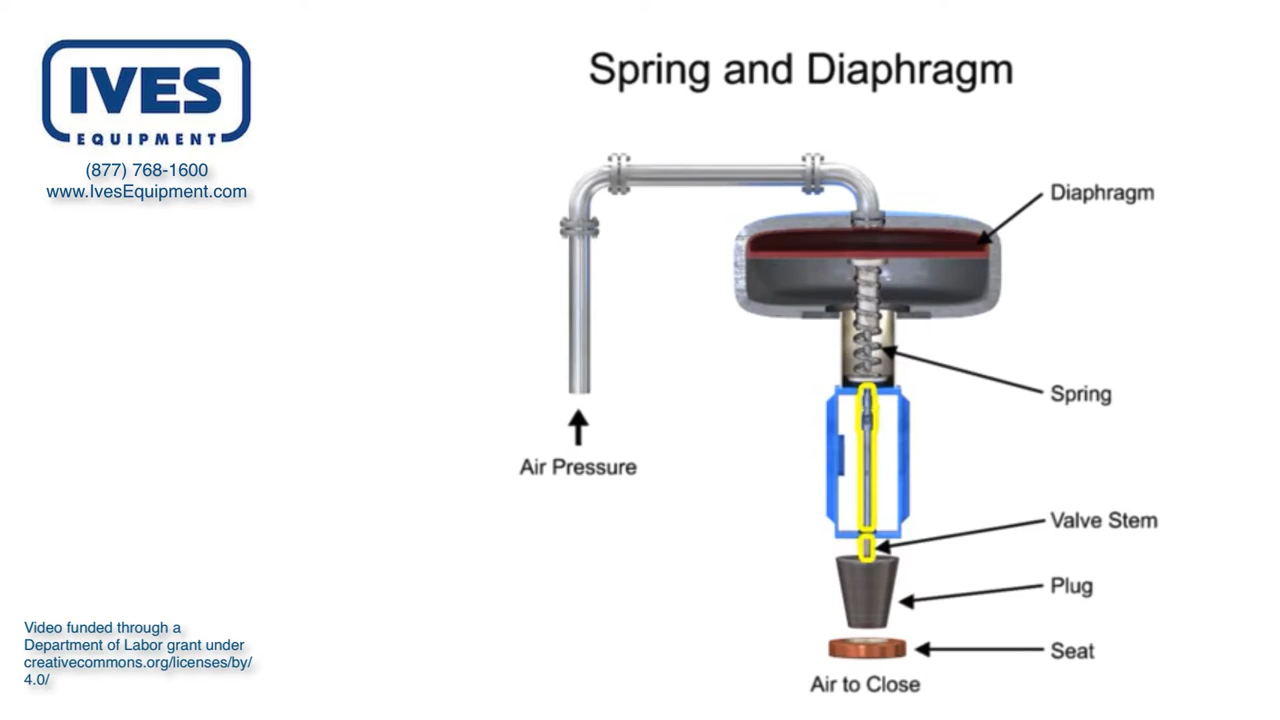 IVES
EQUIPMENT
(877) 768-1600
www.IvesEquipment.com
Spring and Diaphragm
Diaphragm
Spring
Air Pressure
Valve Stem
Plug
Seat
Air to Close
Video funded through a
Department of Labor grant under
creativecommons.org/licenses/by/
4.0/